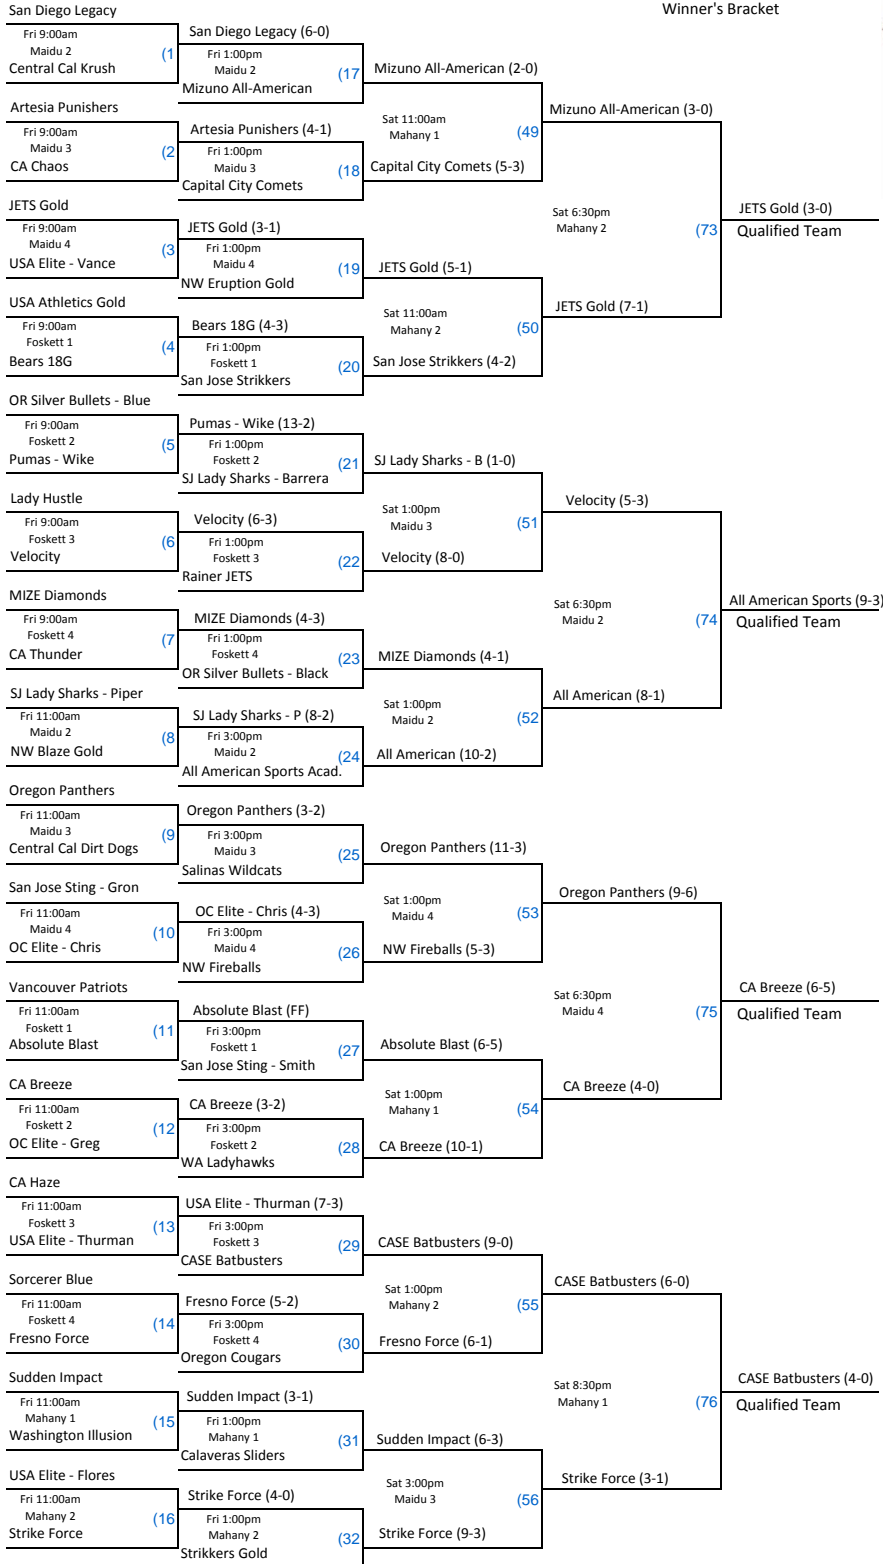 Winner's Bracket
San Diego Legacy
Fri 9:00am
Maidu 2
(1
Central Cal Krush
San Diego Legacy (6-0)
Fri 1:00pm
Maidu 2
(17
Mizuno All-American
Artesia Punishers
Fri 9:00am
Maidu 3
(2
CA Chaos
Artesia Punishers (4-1)
Fri 1:00pm
Maidu 3
(18
Capital City Comets
JETS Gold
Fri 9:00am
Maidu 4
(3
USA Elite - Vance
JETS Gold (3-1)
Fri 1:00pm
Maidu 4
(19
NW Eruption Gold
USA Athletics Gold
Fri 9:00am
Foskett 1
(4
Bears 18G
Bears 18G (4-3)
Fri 1:00pm
Foskett 1
(20
San Jose Strikkers
OR Silver Bullets - Blue
Fri 9:00am
Foskett 2
(5
Pumas - Wike
Pumas - Wike (13-2)
Fri 1:00pm
Foskett 2
(21
SJ Lady Sharks - Barrera
Lady Hustle
Fri 9:00am
Foskett 3
(6
Velocity
Velocity (6-3)
Fri 1:00pm
Foskett 3
(22
Rainer JETS
MIZE Diamonds
Fri 9:00am
Foskett 4
(7
CA Thunder
MIZE Diamonds (4-3)
Fri 1:00pm
Foskett 4
(23
OR Silver Bullets - Black
SJ Lady Sharks - Piper
Fri 11:00am
Maidu 2
(8
NW Blaze Gold
SJ Lady Sharks - P (8-2)
Fri 3:00pm
Maidu 2
(24
All American Sports Acad.
Oregon Panthers
Fri 11:00am
Maidu 3
(9
Central Cal Dirt Dogs
Oregon Panthers (3-2)
Fri 3:00pm
Maidu 3
(25
Salinas Wildcats
San Jose Sting - Gron
Fri 11:00am
Maidu 4
(10
OC Elite - Chris
OC Elite - Chris (4-3)
Fri 3:00pm
Maidu 4
(26
NW Fireballs
Vancouver Patriots
Fri 11:00am
Foskett 1
(11
Absolute Blast
Absolute Blast (FF)
Fri 3:00pm
Foskett 1
(27
San Jose Sting - Smith
CA Breeze
Fri 11:00am
Foskett 2
(12
OC Elite - Greg
CA Breeze (3-2)
Fri 3:00pm
Foskett 2
(28
WA Ladyhawks
CA Haze
Fri 11:00am
Foskett 3
(13
USA Elite - Thurman
USA Elite - Thurman (7-3)
Fri 3:00pm
Foskett 3
(29
CASE Batbusters
Sorcerer Blue
Fri 11:00am
Foskett 4
(14
Fresno Force
Fresno Force (5-2)
Fri 3:00pm
Foskett 4
(30
Oregon Cougars
Sudden Impact
Fri 11:00am
Mahany 1
(15
Washington Illusion
Sudden Impact (3-1)
Fri 1:00pm
Mahany 1
(31
Calaveras Sliders
USA Elite - Flores
Fri 11:00am
Mahany 2
(16
Strike Force
Strike Force (4-0)
Fri 1:00pm
Mahany 2
(32
Strikkers Gold
Mizuno All-American (2-0)
Sat 11:00am
Mahany 1
(49
Capital City Comets (5-3)
JETS Gold (5-1)
Sat 11:00am
Mahany 2
(50
San Jose Strikkers (4-2)
SJ Lady Sharks - B (1-0)
Sat 1:00pm
Maidu 3
(51
Velocity (8-0)
MIZE Diamonds (4-1)
Sat 1:00pm
Maidu 2
(52
All American (10-2)
Oregon Panthers (11-3)
Sat 1:00pm
Maidu 4
(53
NW Fireballs (5-3)
Absolute Blast (6-5)
Sat 1:00pm
Mahany 1
(54
CA Breeze (10-1)
CASE Batbusters (9-0)
Sat 1:00pm
Mahany 2
(55
Fresno Force (6-1)
Sudden Impact (6-3)
Sat 3:00pm
Maidu 3
(56
Strike Force (9-3)
Mizuno All-American (3-0)
Sat 6:30pm
Mahany 2
(73
JETS Gold (7-1)
Velocity (5-3)
Sat 6:30pm
Maidu 2
(74
All American (8-1)
Oregon Panthers (9-6)
Sat 6:30pm
Maidu 4
(75
CA Breeze (4-0)
CASE Batbusters (6-0)
Sat 8:30pm
Mahany 1
(76
Strike Force (3-1)
JETS Gold (3-0)
Qualified Team
All American Sports (9-3)
Qualified Team
CA Breeze (6-5)
Qualified Team
CASE Batbusters (4-0)
Qualified Team